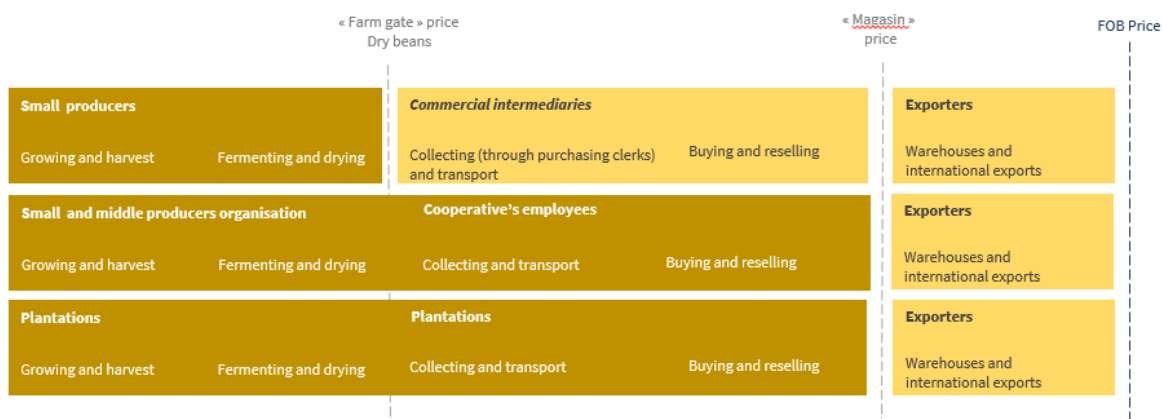 « Farm gate » price
Dry beans
« Magasin »
price
FOB Price
Small producers
Growing and harvest
Fermenting and drying
Commercial intermediaries
Collecting (through purchasing clerks)
and transport
Buying and reselling
Exporters
Warehouses and
international exports
Small and middle producers organisation
Growing and harvest
Fermenting and drying
Cooperative’s employees
Collecting and transport
Buying and reselling
Exporters
Warehouses and
international exports
Plantations
Growing and harvest
Fermenting and drying
Plantations
Collecting and transport
Buying and reselling
Exporters
Warehouses and
international exports